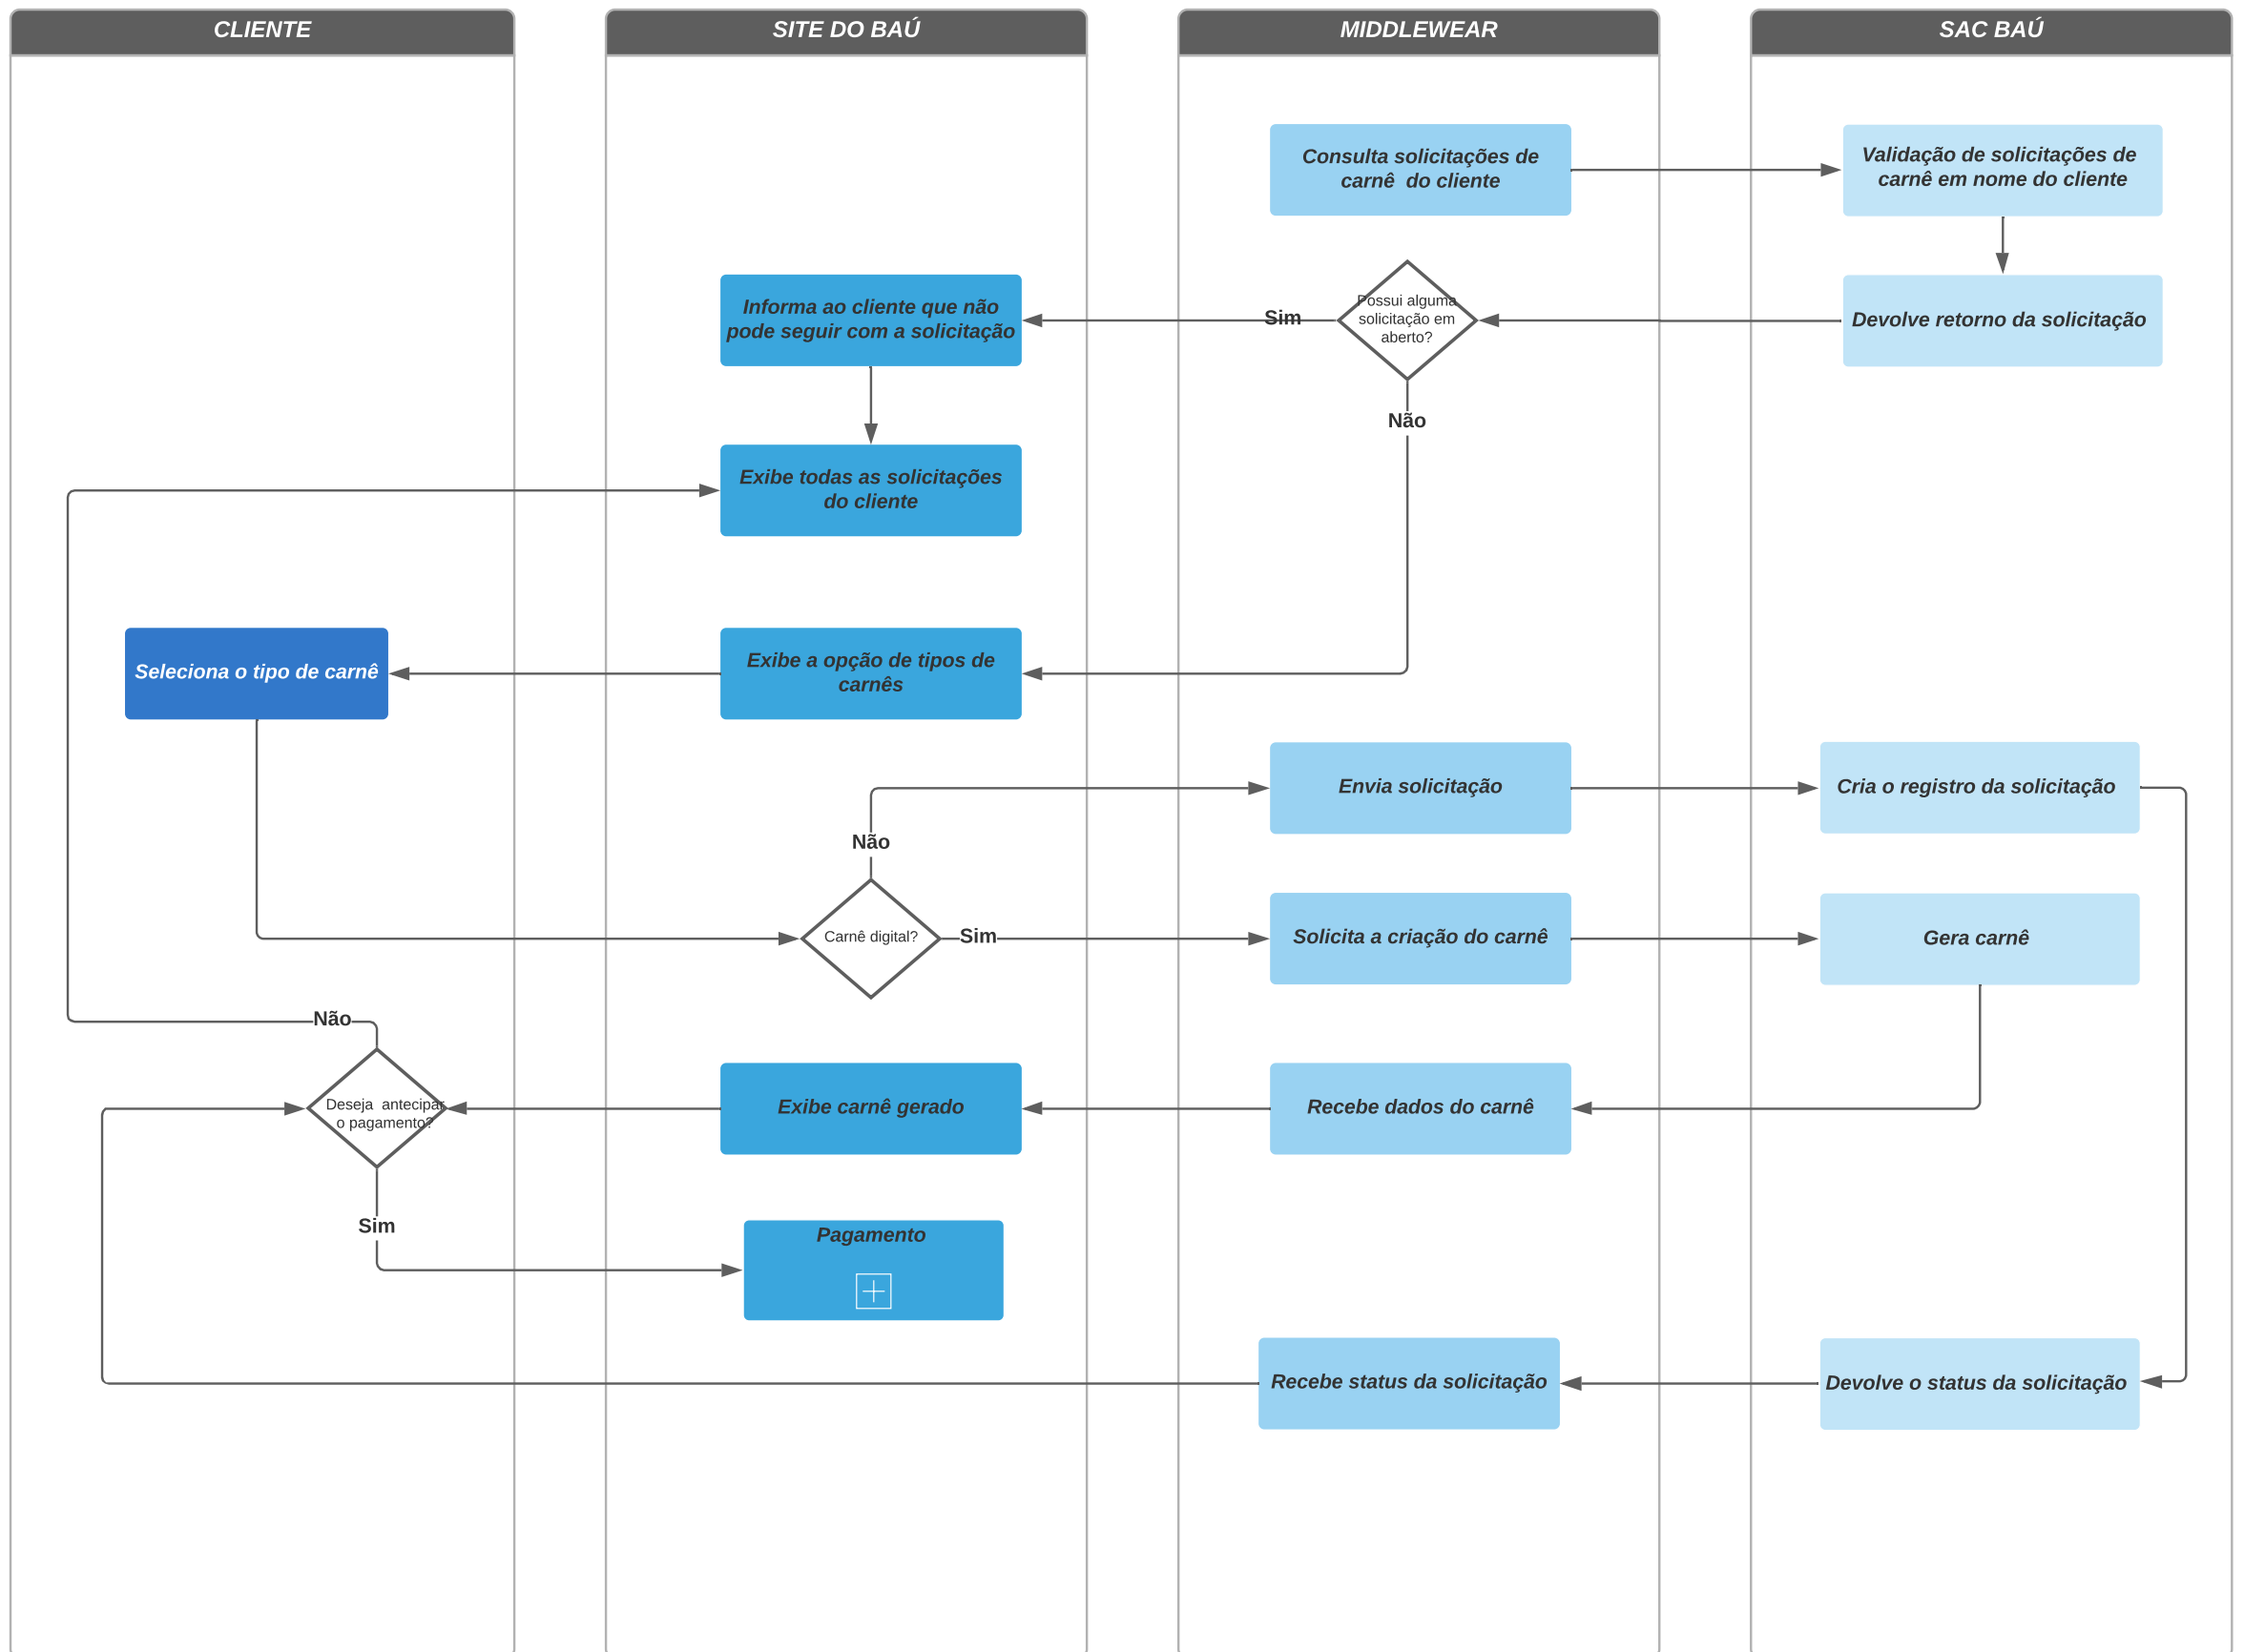 CLIENTE
SITE DO BAÚ
MIDDLEWEAR
SAC BAÚ
Consulta solicitações de
carnê do cliente
Validação de solicitações de
carnê em nome do cliente
Informa ao cliente que não
pode seguir com a solicitação
Sim
Possui alguma
solicitação em
aberto?
Devolve retorno da solicitação
Não
Exibe todas as solicitações
do cliente
Seleciona o tipo de carnê
Exibe a opção de tipos de
carnês
Envia solicitação
Cria o registro da solicitação
Não
Carnê digital?
Sim
Solicita a criação do carnê
Gera carnê
Não
Deseja antecipar
o pagamento?
Exibe carnê gerado
Recebe dados do carnê
Sim
Pagamento
Recebe status da solicitação
Devolve o status da solicitação